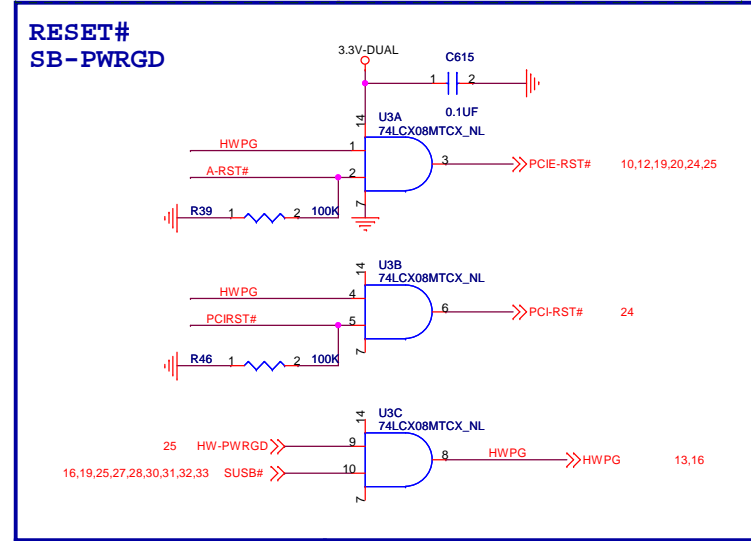 RESET#
SB-PWRGD
3.3V-DUAL
C615
1 2
0.1UF
U3A
74LCX08MTCX_NL
14
HWPG 1
A-RST# 2
3 PCIE-RST# 10,12,19,20,24,25
7
R39 1 2 100K
U3B
74LCX08MTCX_NL
14
HWPG 4
PCIRST# 5
6 PCI-RST# 24
7
R46 1 2 100K
U3C
74LCX08MTCX_NL
14
25 HW-PWRGD 9
16,19,25,27,28,30,31,32,33 SUSB# 10
8 HWPG HWPG 13,16
7